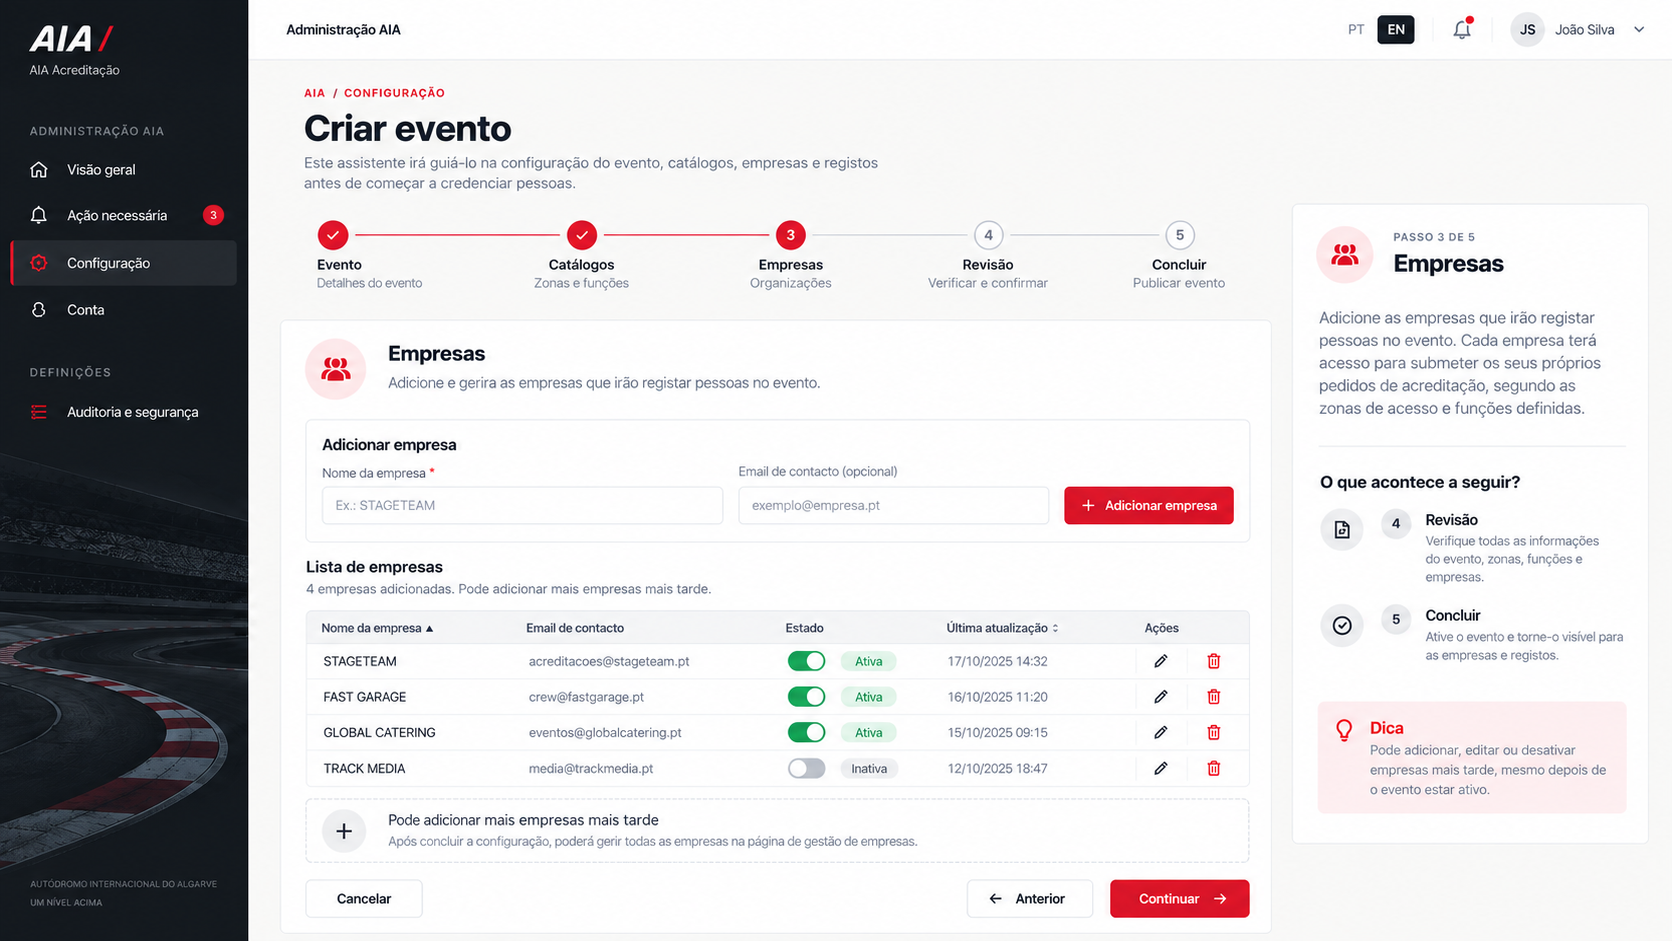 AIA /
AIA Acreditação
ADMINISTRAÇÃO AIA
Visão geral
Ação necessária
3
Configuração
Conta
DEFINIÇÕES
Auditoria e segurança
AUTÓDROMO INTERNACIONAL DO ALGARVE
UM NÍVEL ACIMA
Administração AIA
PT
EN
JS
João Silva
AIA / CONFIGURAÇÃO
Criar evento
Este assistente irá guiá-lo na configuração do evento, catálogos, empresas e registos
antes de começar a credenciar pessoas.
Evento
Detalhes do evento
Catálogos
Zonas e funções
3
Empresas
Organizações
4
Revisão
Verificar e confirmar
5
Concluir
Publicar evento
Empresas
Adicione e gerira as empresas que irão registar pessoas no evento.
Adicionar empresa
Nome da empresa *
Ex.: STAGETEAM
Email de contacto (opcional)
exemplo@empresa.pt
+ Adicionar empresa
Lista de empresas
4 empresas adicionadas. Pode adicionar mais empresas mais tarde.
Nome da empresa Email de contacto Estado Última atualização Ações
STAGETEAM acreditacoes@stageteam.pt Ativa 17/10/2025 14:32
FAST GARAGE crew@fastgarage.pt Ativa 16/10/2025 11:20
GLOBAL CATERING eventos@globalcatering.pt Ativa 15/10/2025 09:15
TRACK MEDIA media@trackmedia.pt Inativa 12/10/2025 18:47
Pode adicionar mais empresas mais tarde
Após concluir a configuração, poderá gerir todas as empresas na página de gestão de empresas.
Cancelar
Anterior
Continuar
PASSO 3 DE 5
Empresas
Adicione as empresas que irão registar
pessoas no evento. Cada empresa terá
acesso para submeter os seus próprios
pedidos de acreditação, segundo as
zonas de acesso e funções definidas.
O que acontece a seguir?
4
Revisão
Verifique todas as informações
do evento, zonas, funções e
empresas.
5
Concluir
Ative o evento e torne-o visível para
as empresas e registos.
Dica
Pode adicionar, editar ou desativar
empresas mais tarde, mesmo depois de
o evento estar ativo.